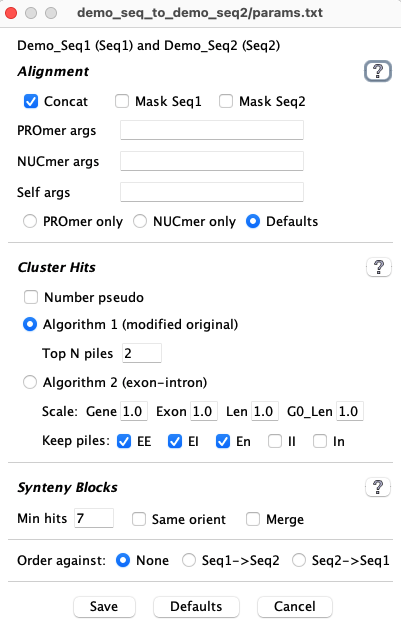 demo_seq_to_demo_seq2/params.txt
Demo_Seq1 (Seq1) and Demo_Seq2 (Seq2)
Alignment ?
Concat Mask Seq1 Mask Seq2
PROmer args
NUCmer args
Self args
PROmer only NUCmer only Defaults
Cluster Hits ?
Number pseudo
Algorithm 1 (modified original)
Top N piles 2
Algorithm 2 (exon-intron)
Scale: Gene 1.0 Exon 1.0 Len 1.0 G0_Len 1.0
Keep piles: EE EI En II In
Synteny Blocks ?
Min hits 7 Same orient Merge
Order against: None Seq1->Seq2 Seq2->Seq1
Save Defaults Cancel